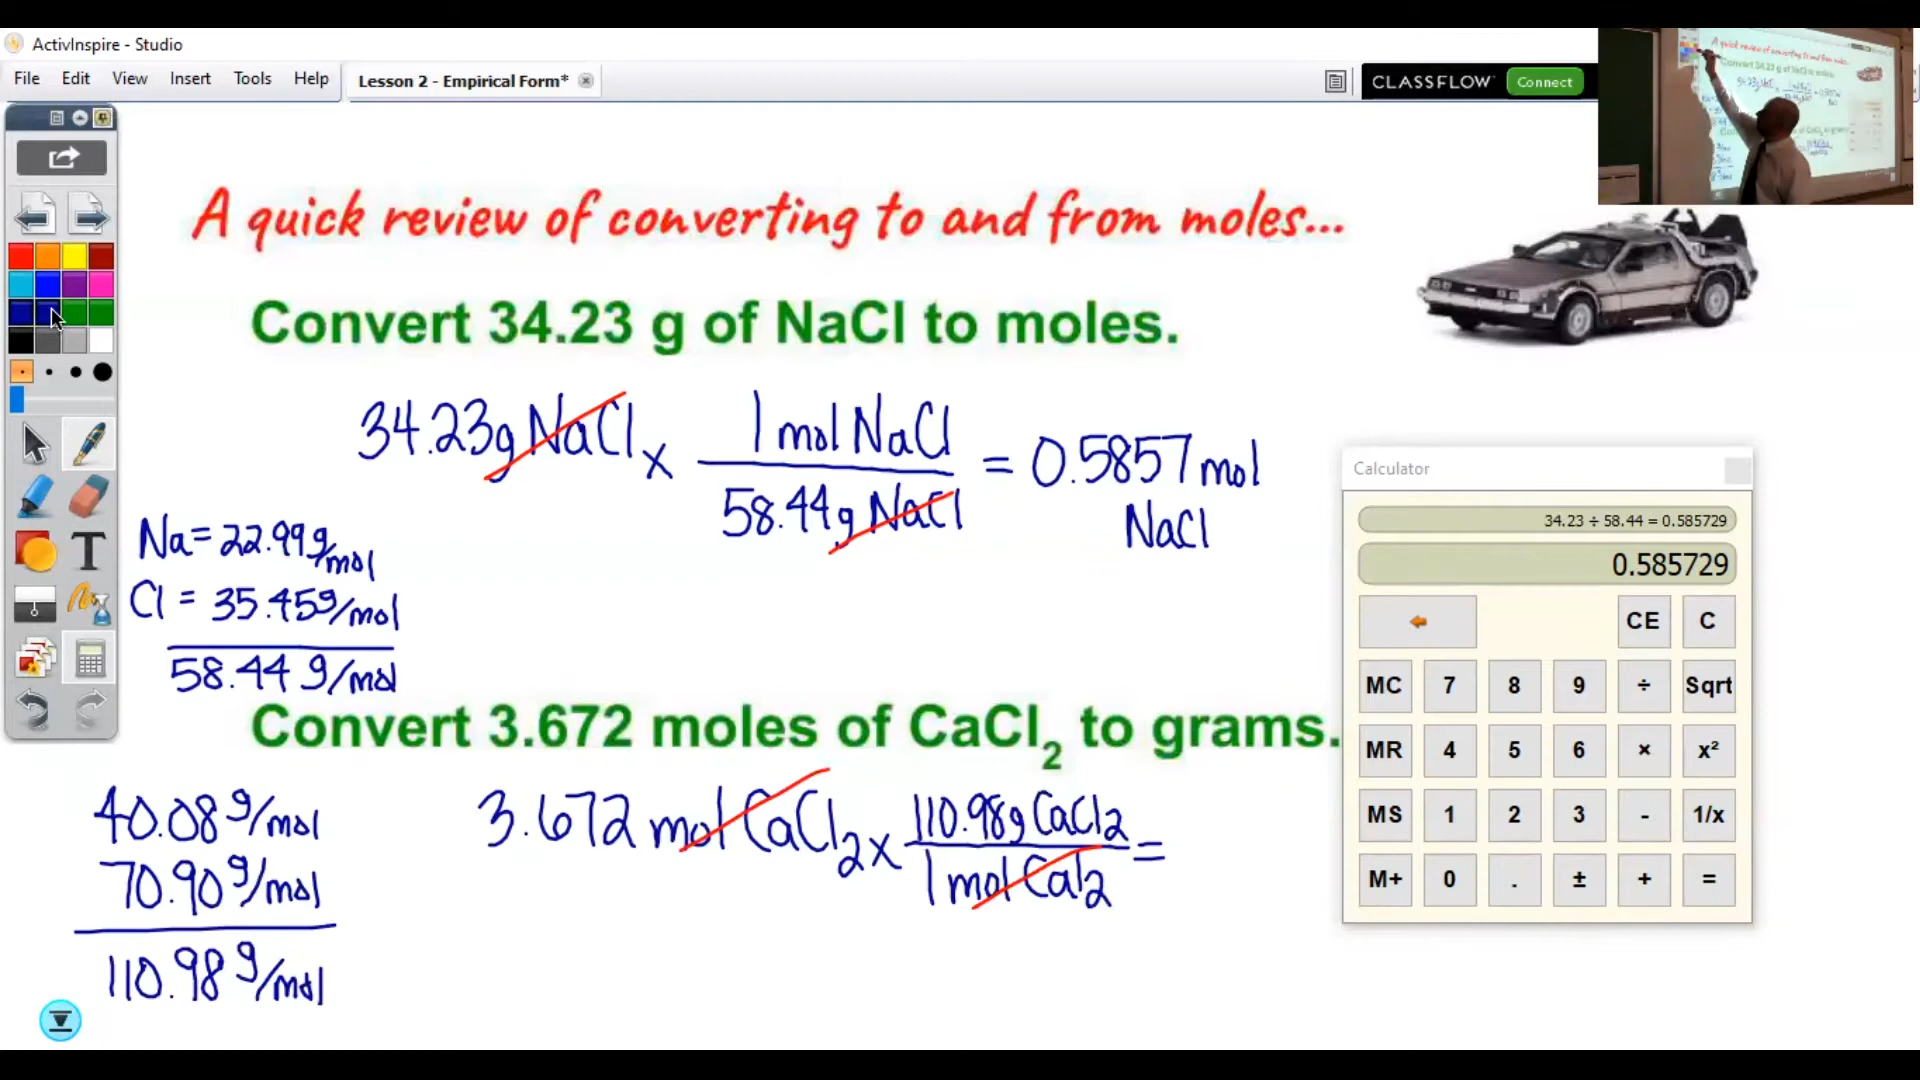 ActivInspire - Studio
File Edit View Insert Tools Help
Lesson 2 - Empirical Form*
CLASSFLOW Connect
A quick review of converting to and from moles...
Convert 34.23 g of NaCl to moles.
34.23g NaCl x 1 mol NaCl = 0.5857 mol
58.44g NaCl NaCl
Na = 22.99 g/mol
Cl = 35.45 g/mol
58.44 g/mol
Convert 3.672 moles of CaCl2 to grams.
40.08 g/mol
70.90 g/mol
110.98 g/mol
3.672 mol CaCl2 x 110.98g CaCl2 =
1 mol CaCl2
Calculator
34.23 ÷ 58.44 = 0.585729
0.585729
CE C
MC 7 8 9 ÷ Sqrt
MR 4 5 6 × x²
MS 1 2 3 - 1/x
M+ 0 . ± + =
T